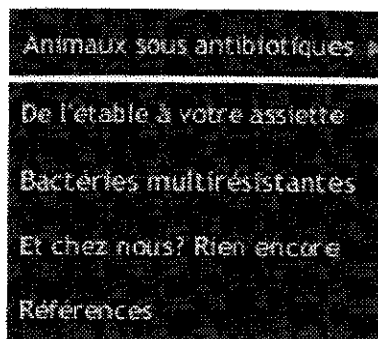 Animaux sous antibiotiques
De l'étable à votre assiette
Bactéries multirésistantes
Et chez nous? Rien encore
Références